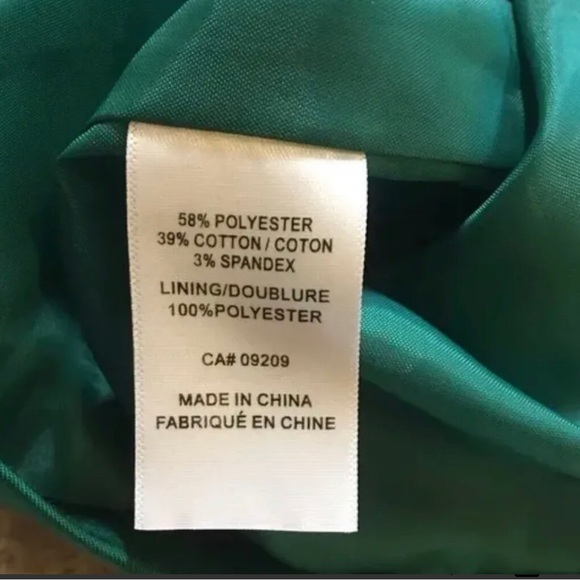 58% POLYESTER
39% COTTON / COTON
3% SPANDEX
LINING/DOUBLURE
100%POLYESTER
CA# 09209
MADE IN CHINA
FABRIQUÉ EN CHINE